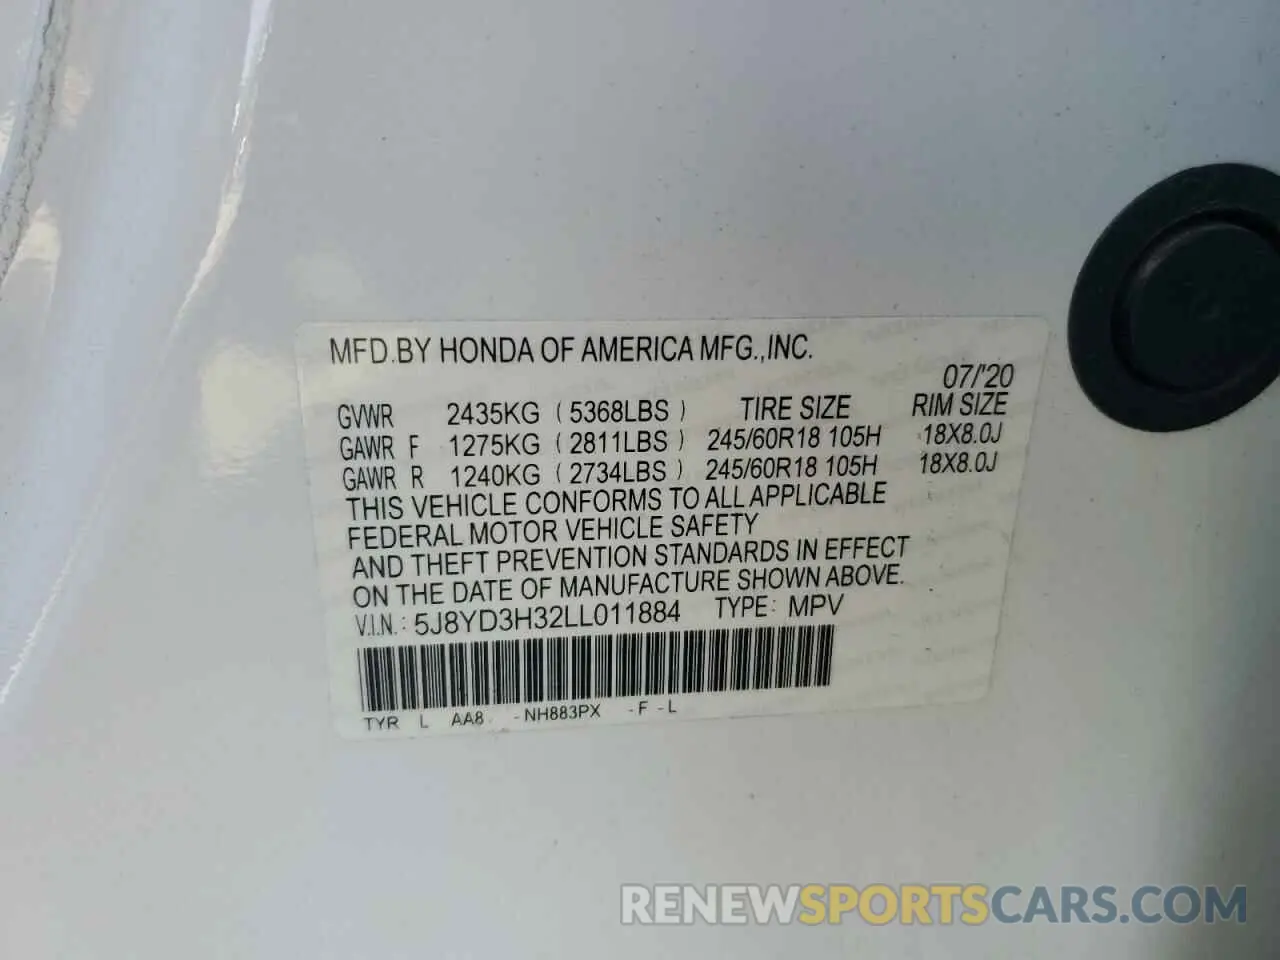 MFD.BY HONDA OF AMERICA MFG.,INC.
07/'20
GVWR 2435KG ( 5368LBS ) TIRE SIZE RIM SIZE
GAWR F 1275KG ( 2811LBS ) 245/60R18 105H 18X8.0J
GAWR R 1240KG ( 2734LBS ) 245/60R18 105H 18X8.0J
THIS VEHICLE CONFORMS TO ALL APPLICABLE
FEDERAL MOTOR VEHICLE SAFETY
AND THEFT PREVENTION STANDARDS IN EFFECT
ON THE DATE OF MANUFACTURE SHOWN ABOVE.
V.I.N.: 5J8YD3H32LL011884 TYPE: MPV
TYR L AA8 -NH883PX -F-L
RENEWSPORTSCARS.COM